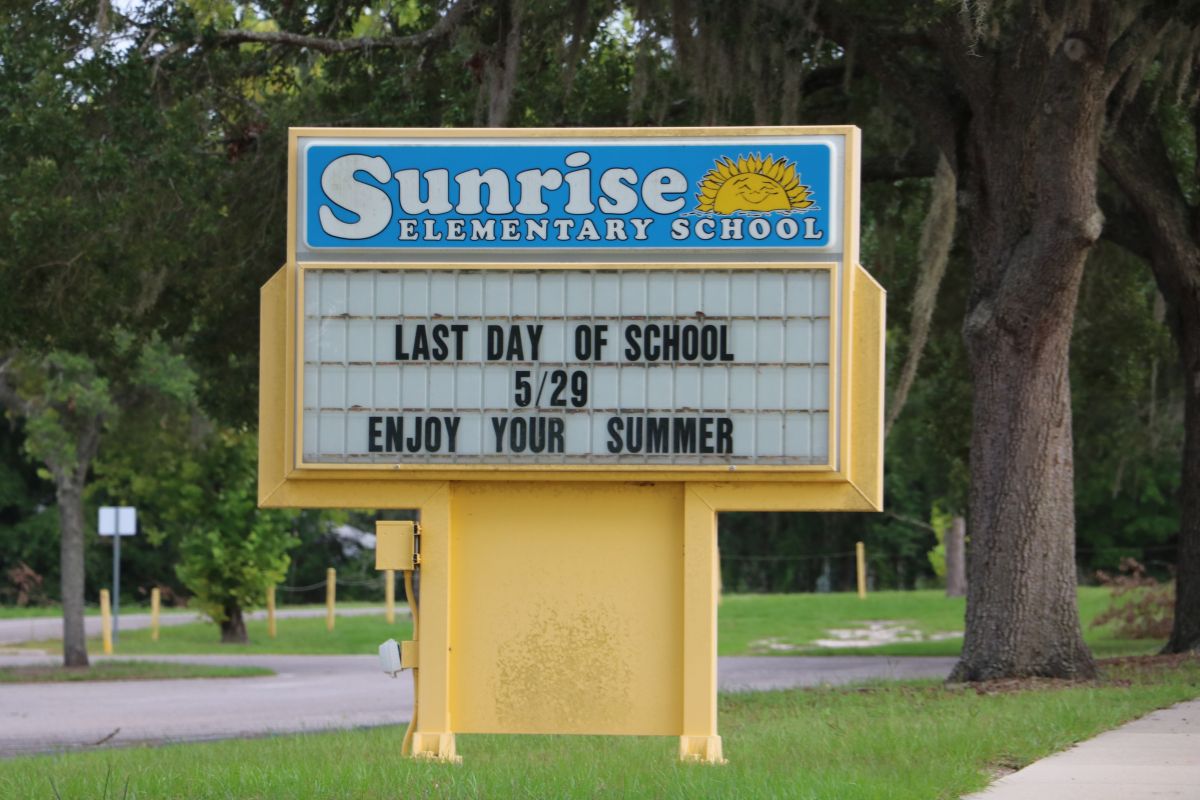 Sunrise
ELEMENTARY SCHOOL
LAST DAY OF SCHOOL
5/29
ENJOY YOUR SUMMER